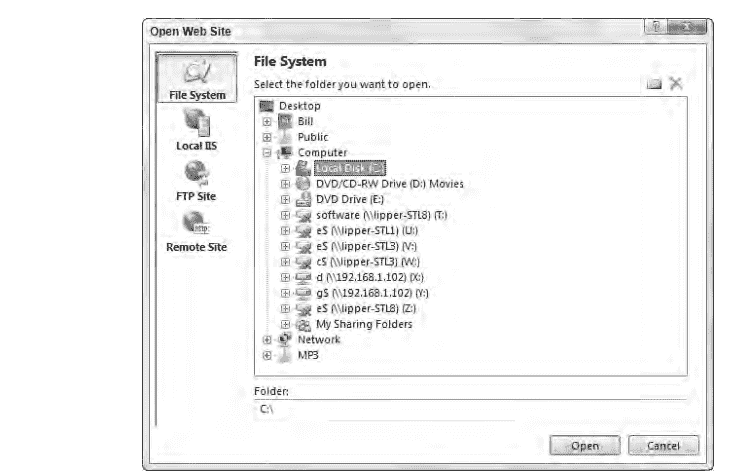 Open Web Site
File System
Select the folder you want to open.
File System
Local IIS
FTP Site
Remote Site
Desktop
Bill
Public
Computer
Local Disk (C:)
DVD/CD-RW Drive (D:) Movies
DVD Drive (E:)
software (\\lipper-STL8) (T:)
e$ (\\lipper-STL1) (U:)
e$ (\\lipper-STL3) (V:)
c$ (\\lipper-STL3) (W:)
d (\\192.168.1.102) (X:)
g$ (\\192.168.1.102) (Y:)
e$ (\\lipper-STL8) (Z:)
My Sharing Folders
Network
MP3
Folder:
C:\
Open
Cancel